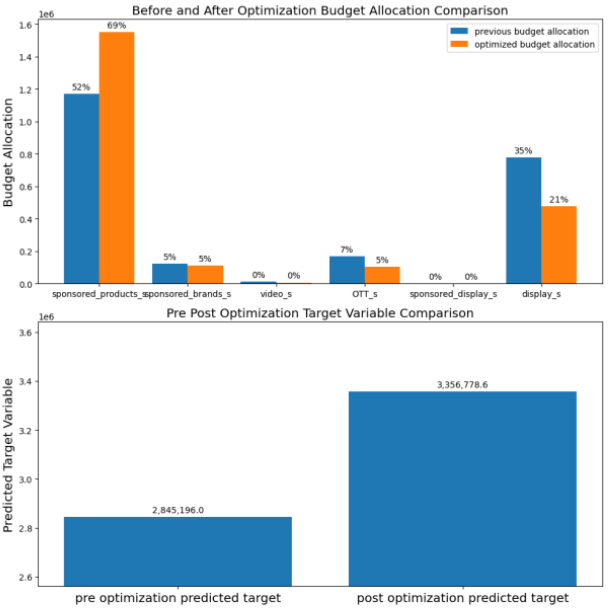 Before and After Optimization Budget Allocation Comparison
1e6
previous budget allocation
optimized budget allocation
Budget Allocation
1.6
1.4
1.2
1.0
0.8
0.6
0.4
0.2
0.0
52%
69%
5%
5%
0%
0%
7%
5%
0%
0%
35%
21%
sponsored_products_s
sponsored_brands_s
video_s
OTT_s
sponsored_display_s
display_s
Pre Post Optimization Target Variable Comparison
1e6
Predicted Target Variable
3.6
3.4
3.2
3.0
2.8
2.6
2,845,196.0
3,356,778.6
pre optimization predicted target
post optimization predicted target